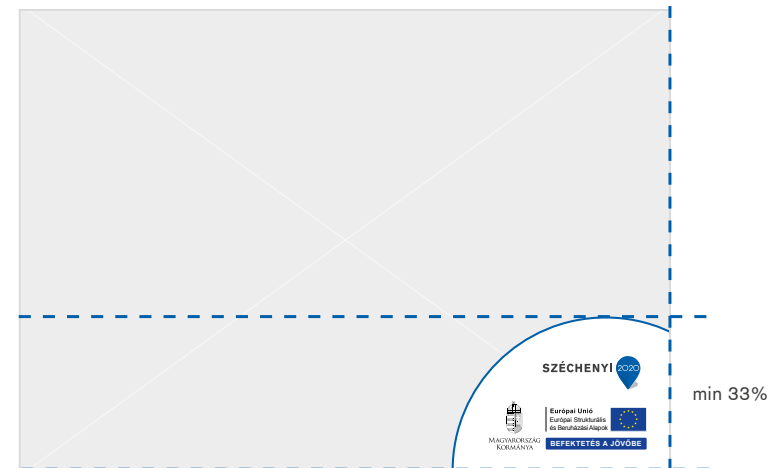 SZÉCHENYI 2020
min 33%
Európai Unió
Európai Strukturális
és Beruházási Alapok
MAGYARORSZÁG
KORMÁNYA
BEFEKTETÉS A JÖVŐBE